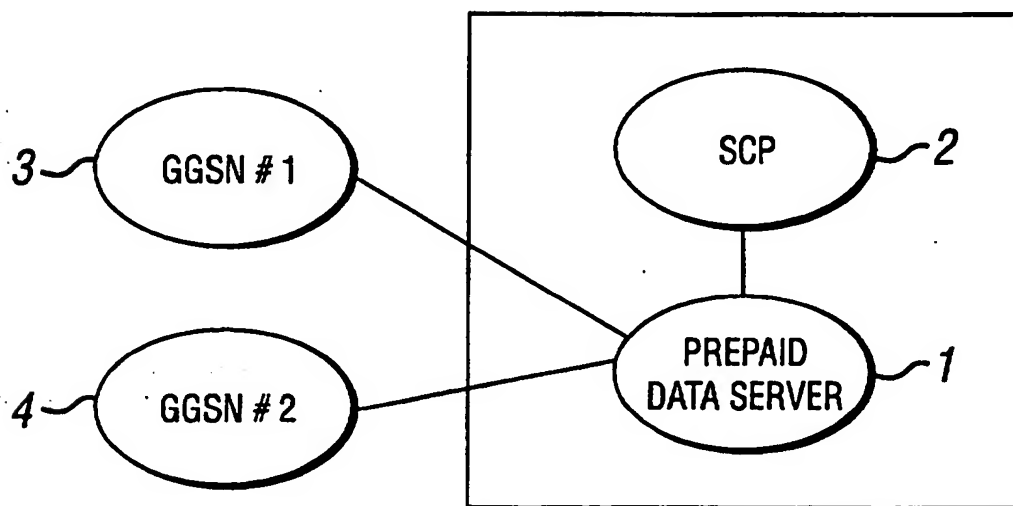 3 GGSN # 1
SCP 2
4 GGSN # 2
PREPAID
DATA SERVER 1